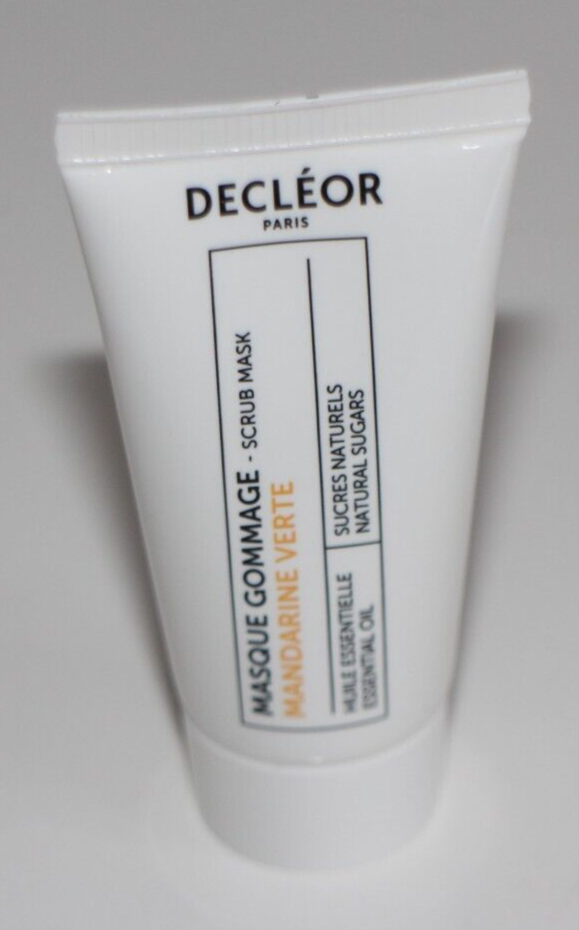 DECLÉOR
PARIS
MASQUE GOMMAGE - SCRUB MASK
MANDARINE VERTE
HUILE ESSENTIELLE
ESSENTIAL OIL
SUCRES NATURELS
NATURAL SUGARS